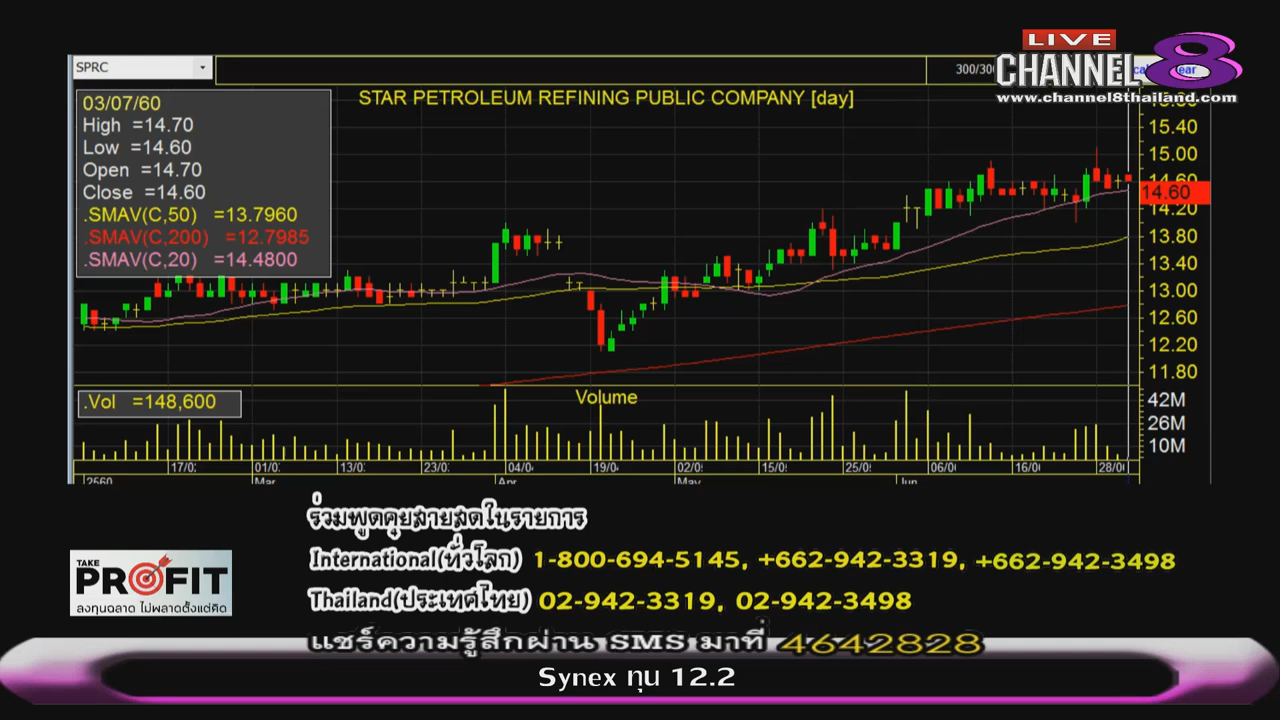 LIVE
CHANNEL 8
www.channel8thailand.com
SPRC
300/300
STAR PETROLEUM REFINING PUBLIC COMPANY [day]
03/07/60
High =14.70
Low =14.60
Open =14.70
Close =14.60
.SMAV(C,50) =13.7960
.SMAV(C,200) =12.7985
.SMAV(C,20) =14.4800
15.40
15.00
14.60
14.60
14.20
13.80
13.40
13.00
12.60
12.20
11.80
.Vol =148,600
Volume
42M
26M
10M
17/0 01/0 13/0 23/0 04/0 19/0 02/0 15/0 25/0 06/0 16/0 28/0
2560 Mar Apr May Jun
ร่วมพูดคุยสายสดในรายการ
International(ทั่วโลก) 1-800-694-5145, +662-942-3319, +662-942-3498
TAKE
PROFIT
ลงทุนฉลาด ไม่พลาดตั้งแต่คิด
Thailand(ประเทศไทย) 02-942-3319, 02-942-3498
แชร์ความรู้สึกผ่าน SMS มาที่ 4642828
Synex ทุน 12.2